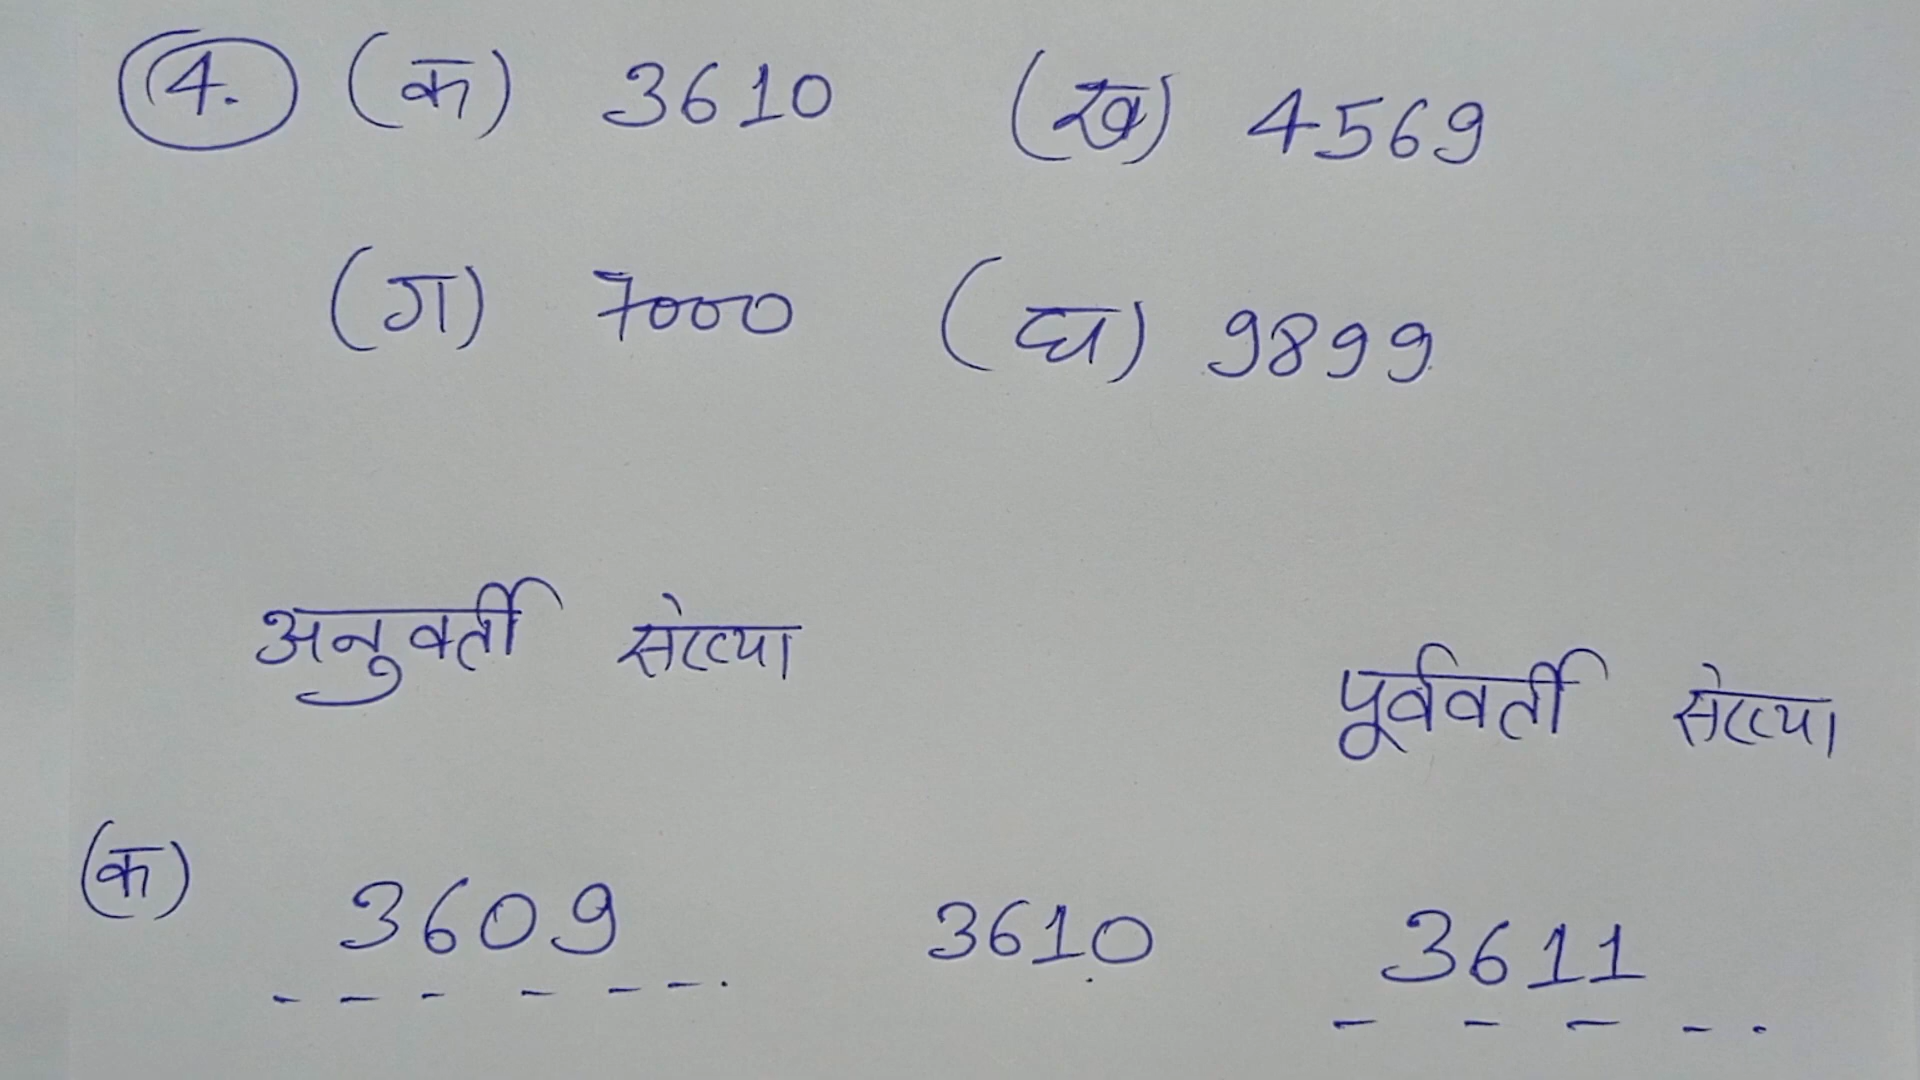 4. (क) 3610 (ख) 4569
(ग) 7000 (घ) 9899
अनुवर्ती संख्या
पूर्ववर्ती संख्या
(क) 3609 3610 3611